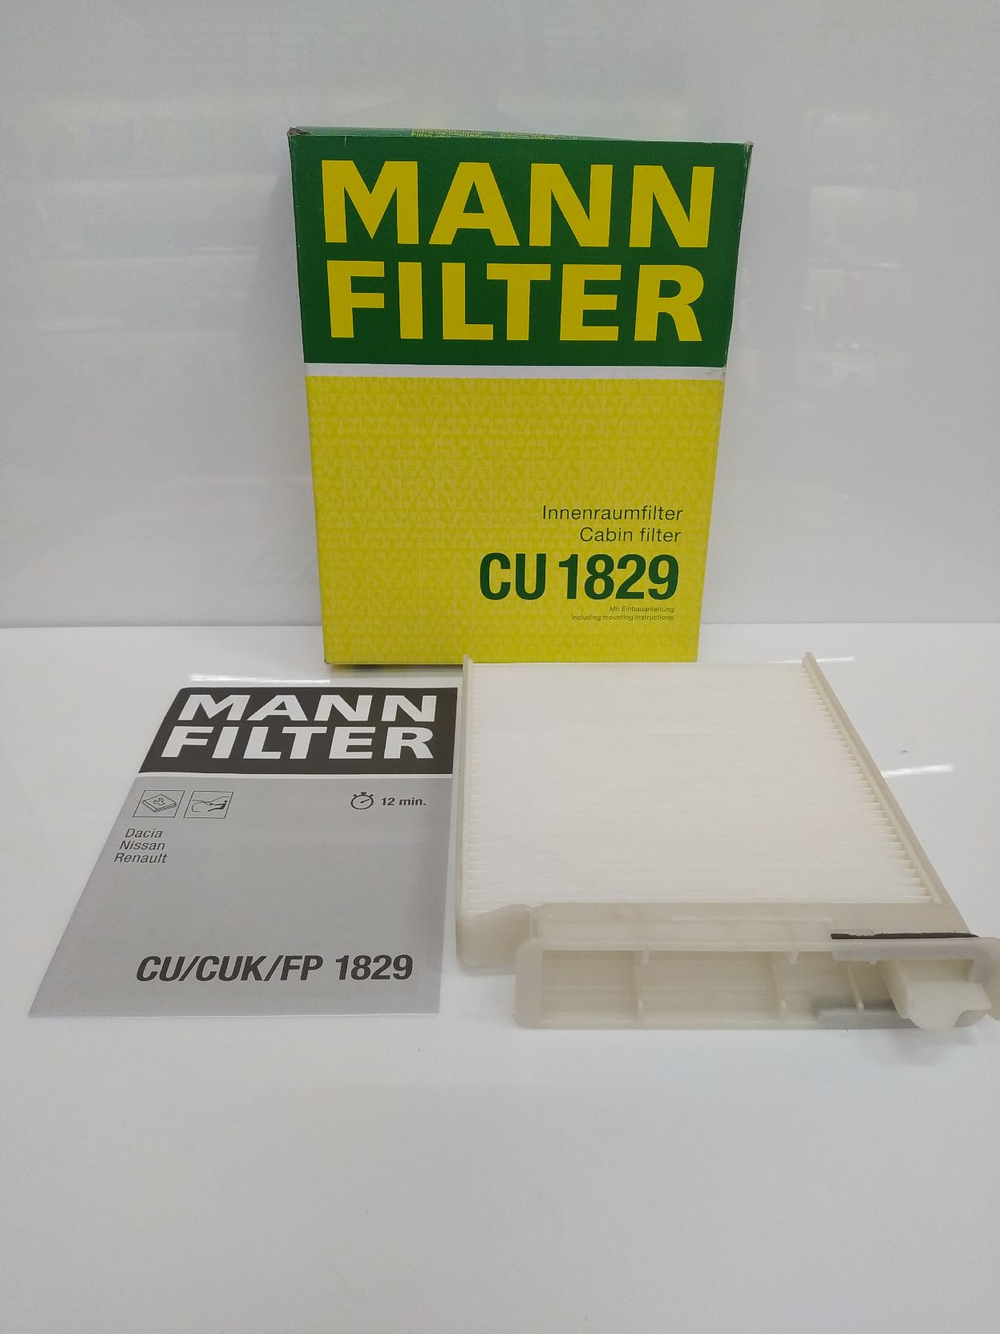 MANN
FILTER
Innenraumfilter
Cabin filter
CU 1829
Mit Einbauanleitung
Including mounting instructions
MANN
FILTER
12 min.
Dacia
Nissan
Renault
CU/CUK/FP 1829